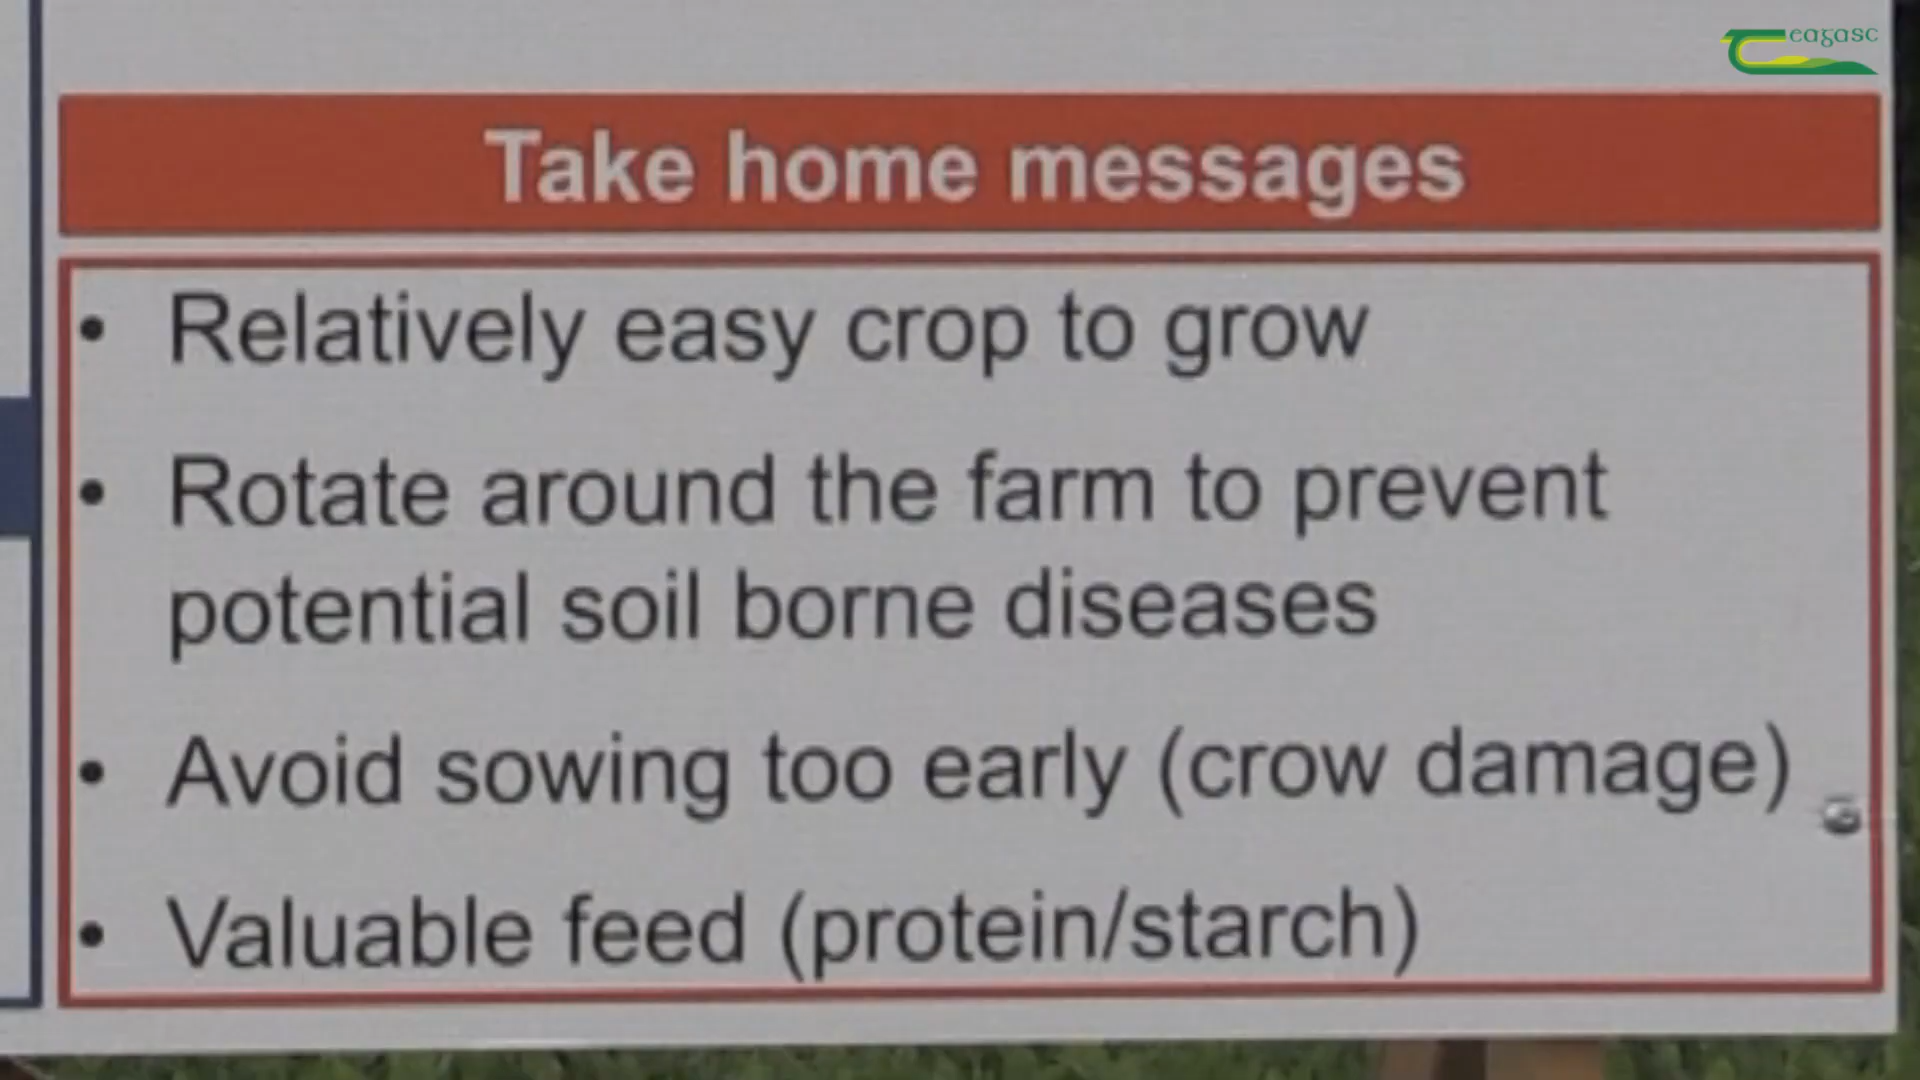 eagasc
Take home messages
• Relatively easy crop to grow
• Rotate around the farm to prevent
potential soil borne diseases
• Avoid sowing too early (crow damage)
• Valuable feed (protein/starch)